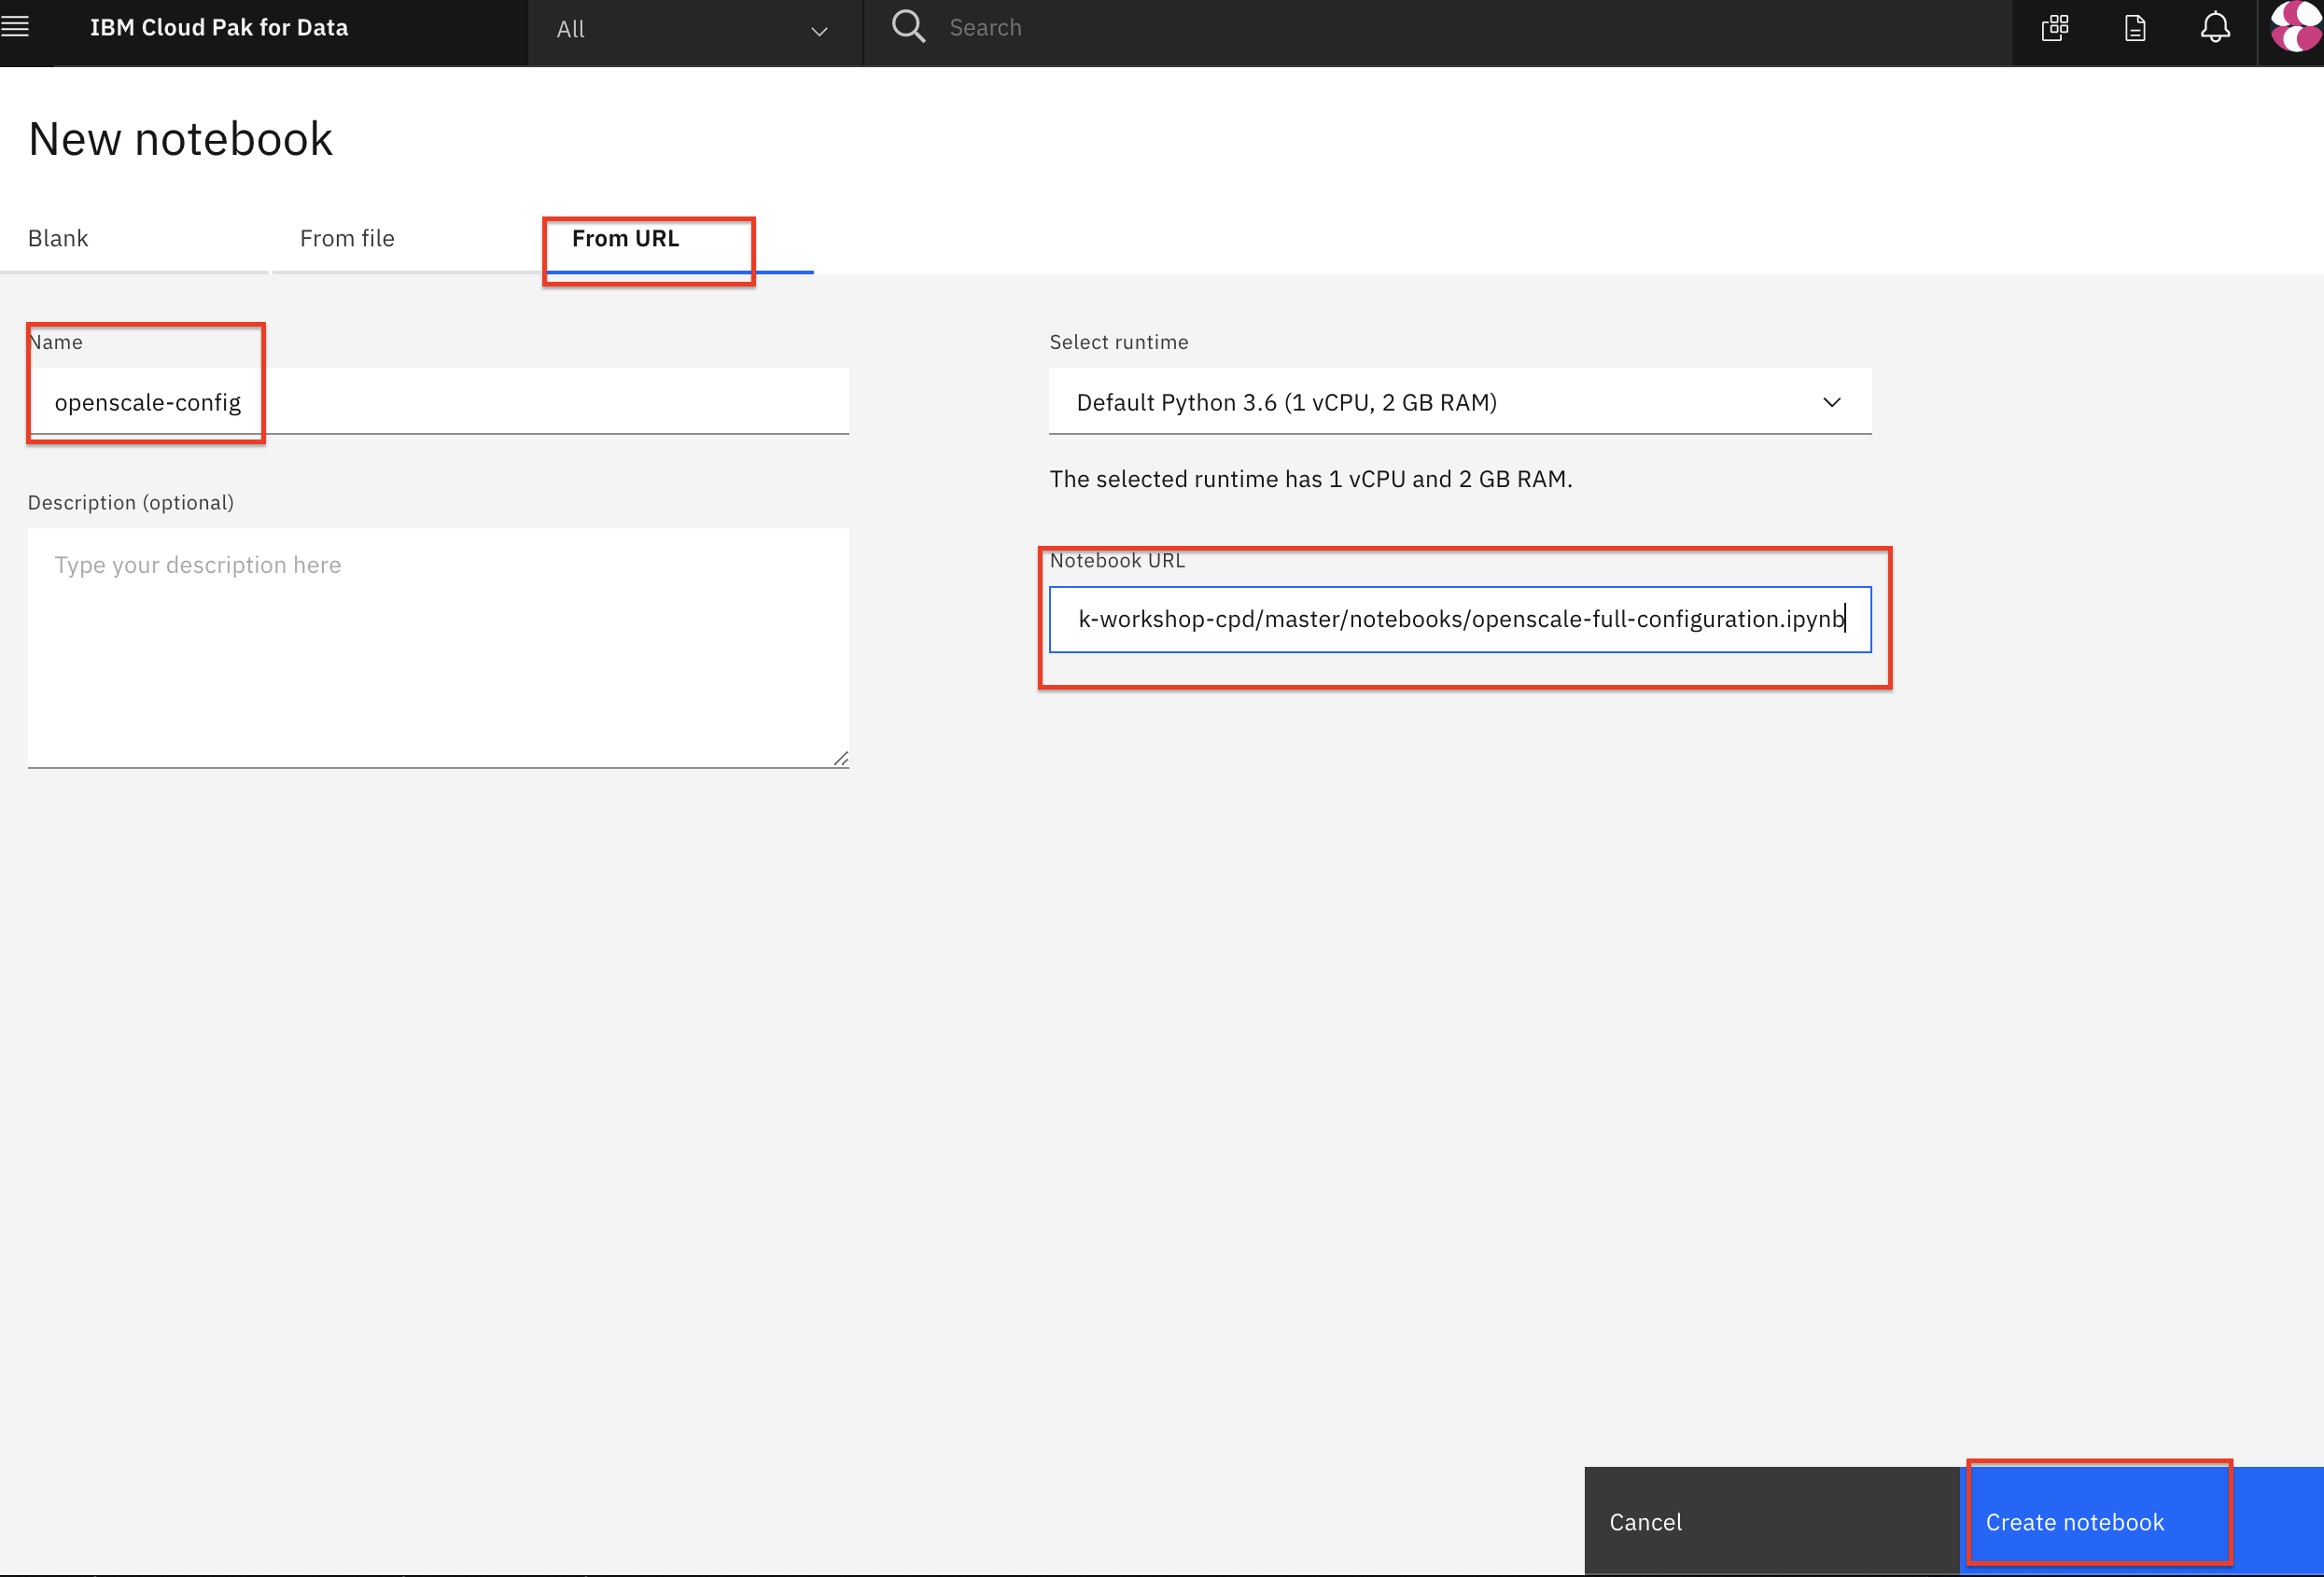 IBM Cloud Pak for Data
All
Search
New notebook
Blank
From file
From URL
Name
openscale-config
Description (optional)
Type your description here
Select runtime
Default Python 3.6 (1 vCPU, 2 GB RAM)
The selected runtime has 1 vCPU and 2 GB RAM.
Notebook URL
k-workshop-cpd/master/notebooks/openscale-full-configuration.ipynb
Cancel
Create notebook